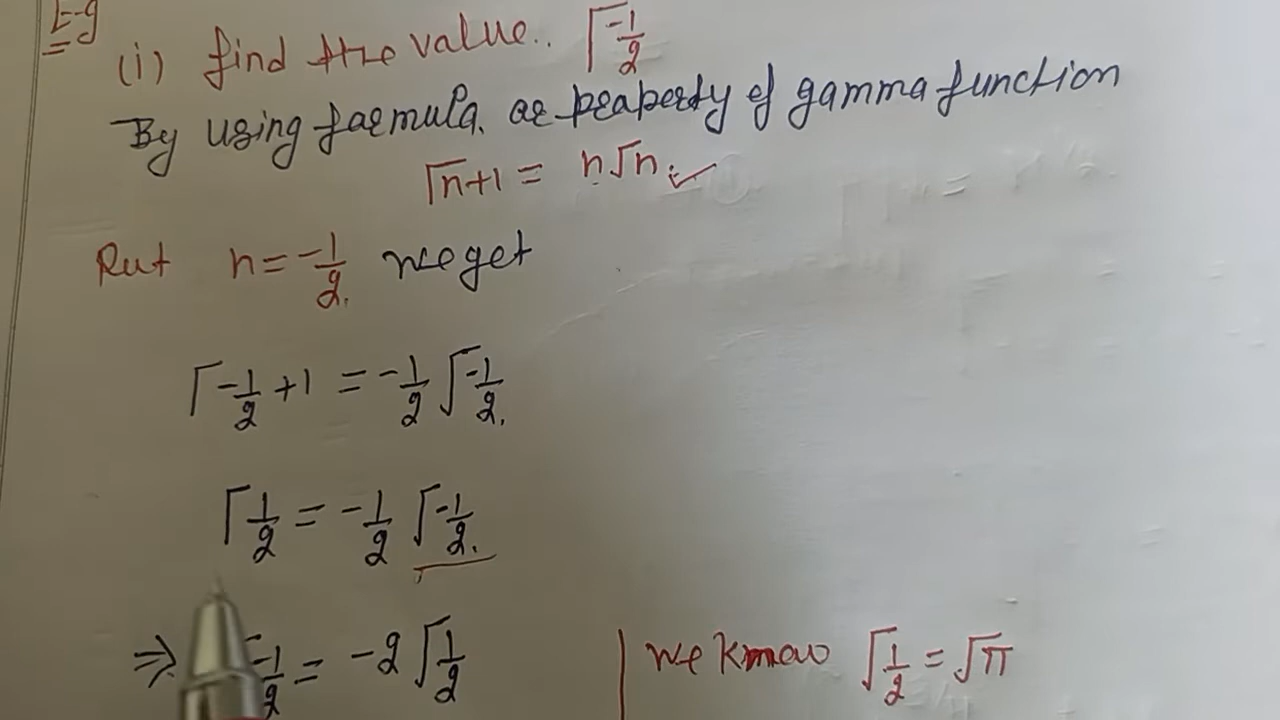 E-g
(i) find the value.. Γ-1/2
By using formula. or property of gamma function
Γn+1 = nΓn.✓
Put n=-1/2. we get
Γ-1/2+1 = -1/2 Γ-1/2.
Γ1/2 = -1/2 Γ-1/2.
⇒ Γ-1/2 = -2 Γ1/2
we know Γ1/2 = √π